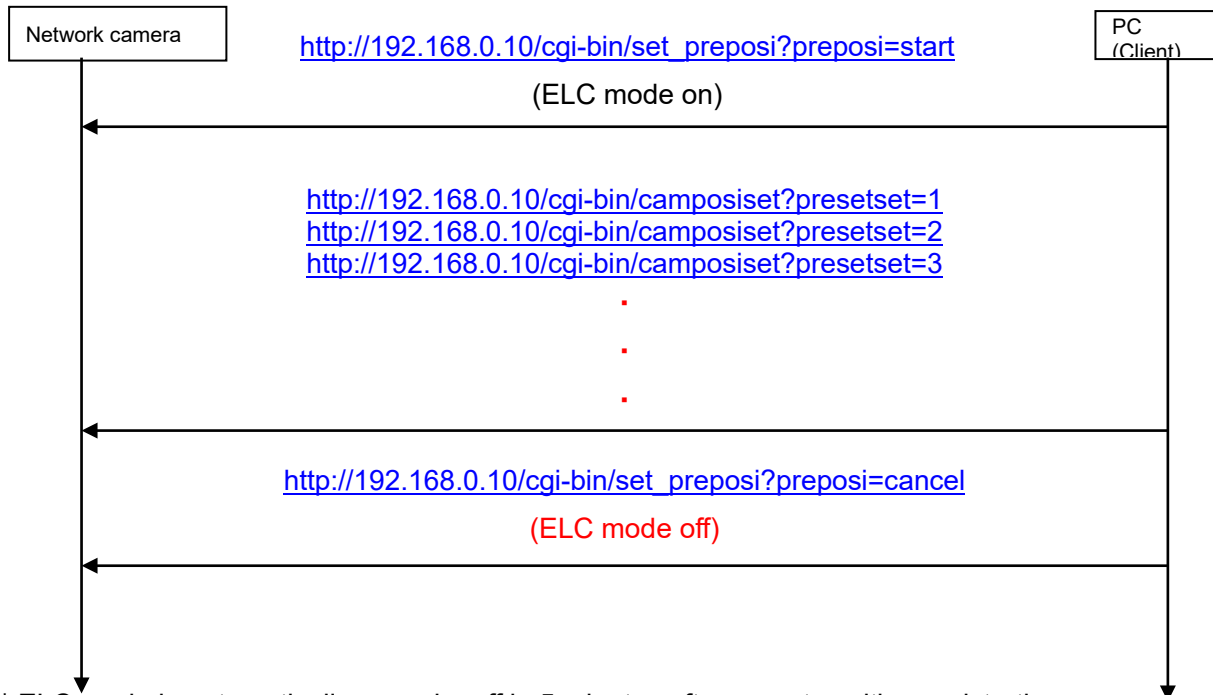 Network camera
PC
(Client)
http://192.168.0.10/cgi-bin/set_preposi?preposi=start
(ELC mode on)
http://192.168.0.10/cgi-bin/camposiset?presetset=1
http://192.168.0.10/cgi-bin/camposiset?presetset=2
http://192.168.0.10/cgi-bin/camposiset?presetset=3
.
.
.
http://192.168.0.10/cgi-bin/set_preposi?preposi=cancel
(ELC mode off)